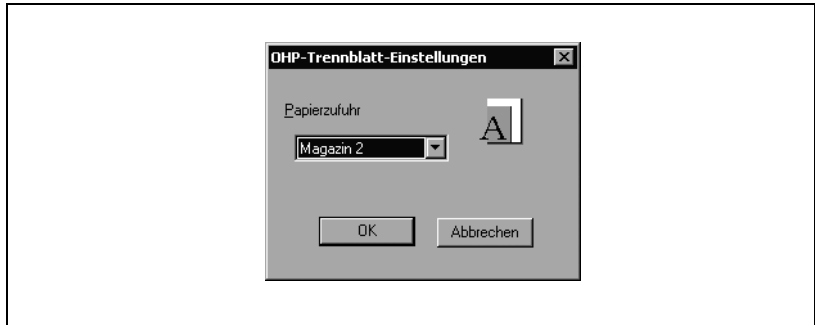 OHP-Trennblatt-Einstellungen
Papierzufuhr
A
Magazin 2
OK Abbrechen